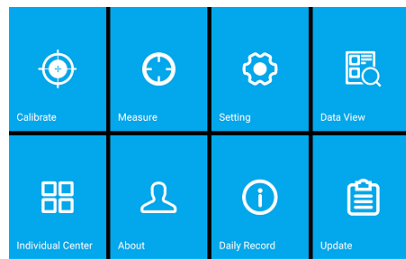 Calibrate
Measure
Setting
Data View
Individual Center
About
Daily Record
Update